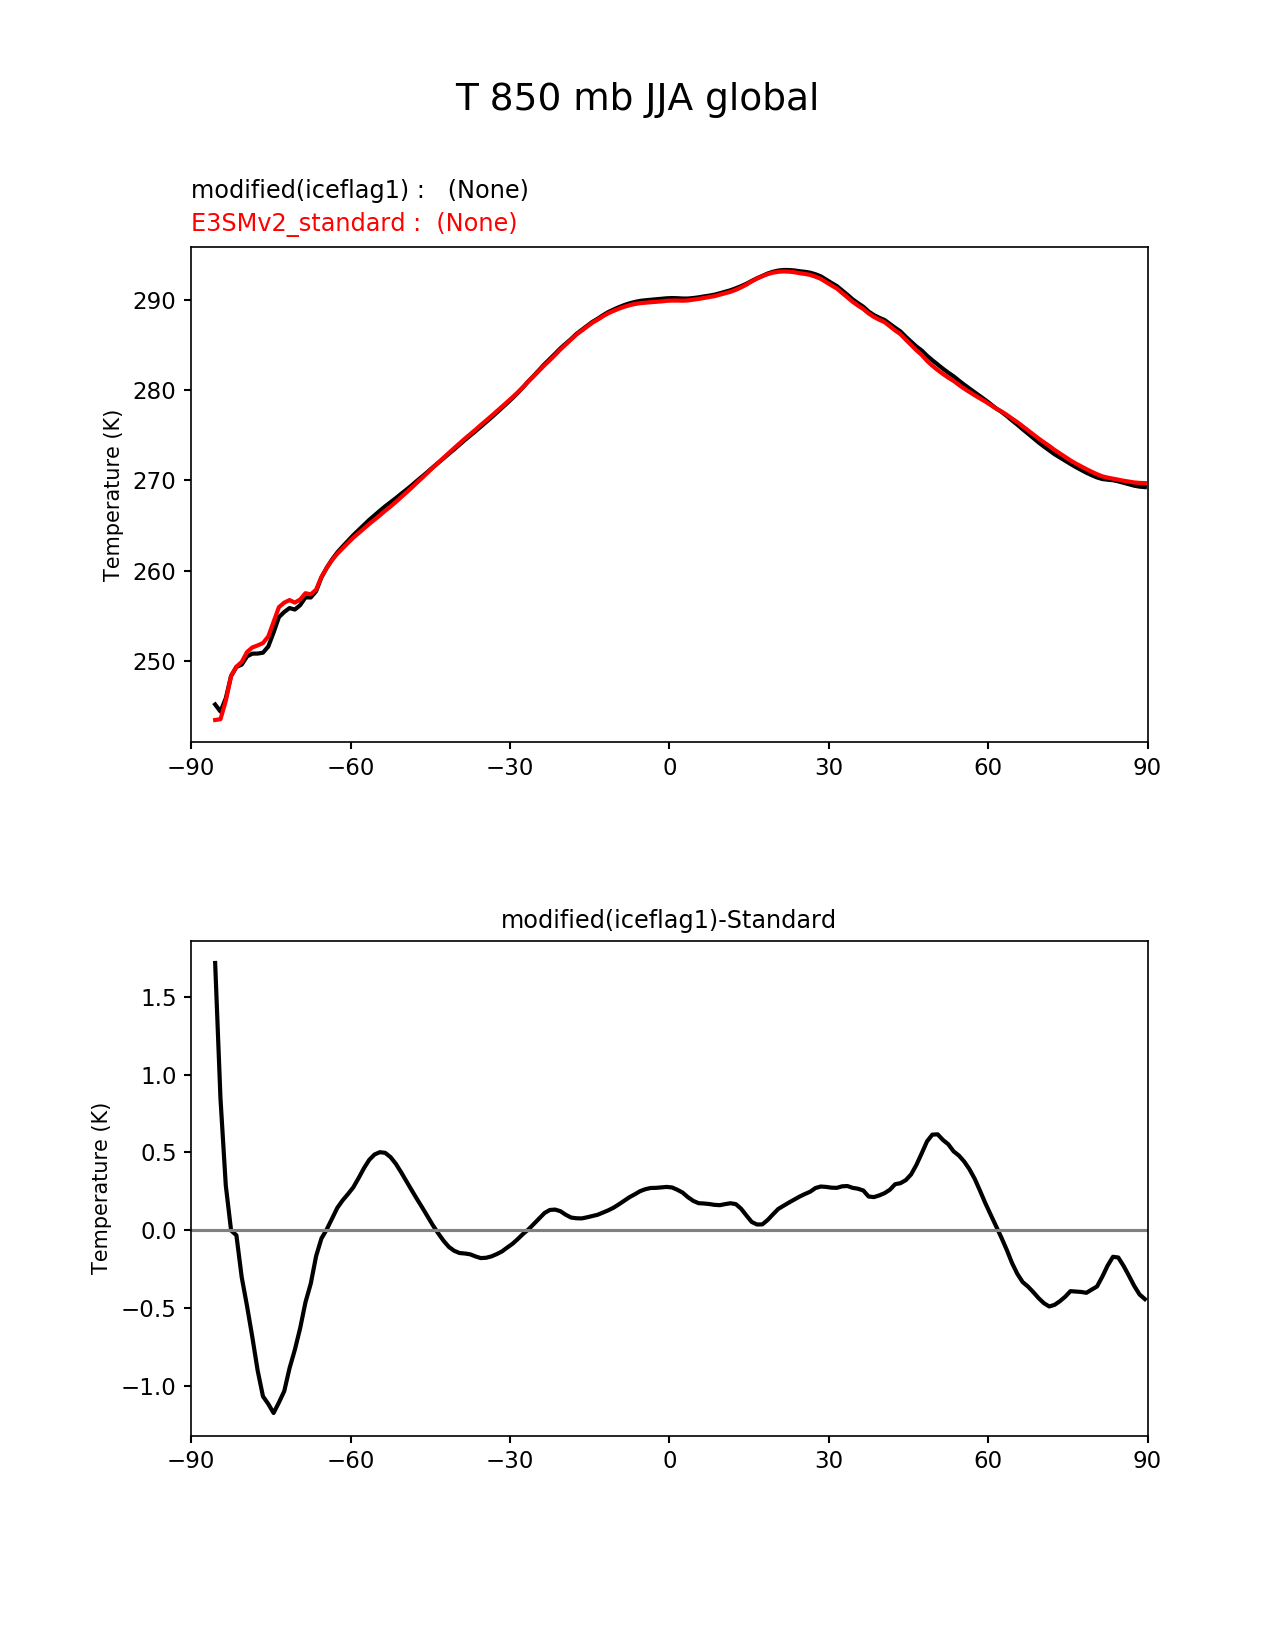 T 850 mb JJA global
modified(iceflag1) :   (None)
E3SMv2_standard :  (None)
290
280
270
260
250
Temperature (K)
−90 −60 −30 0 30 60 90
modified(iceflag1)-Standard
1.5
1.0
0.5
0.0
−0.5
−1.0
Temperature (K)
−90 −60 −30 0 30 60 90